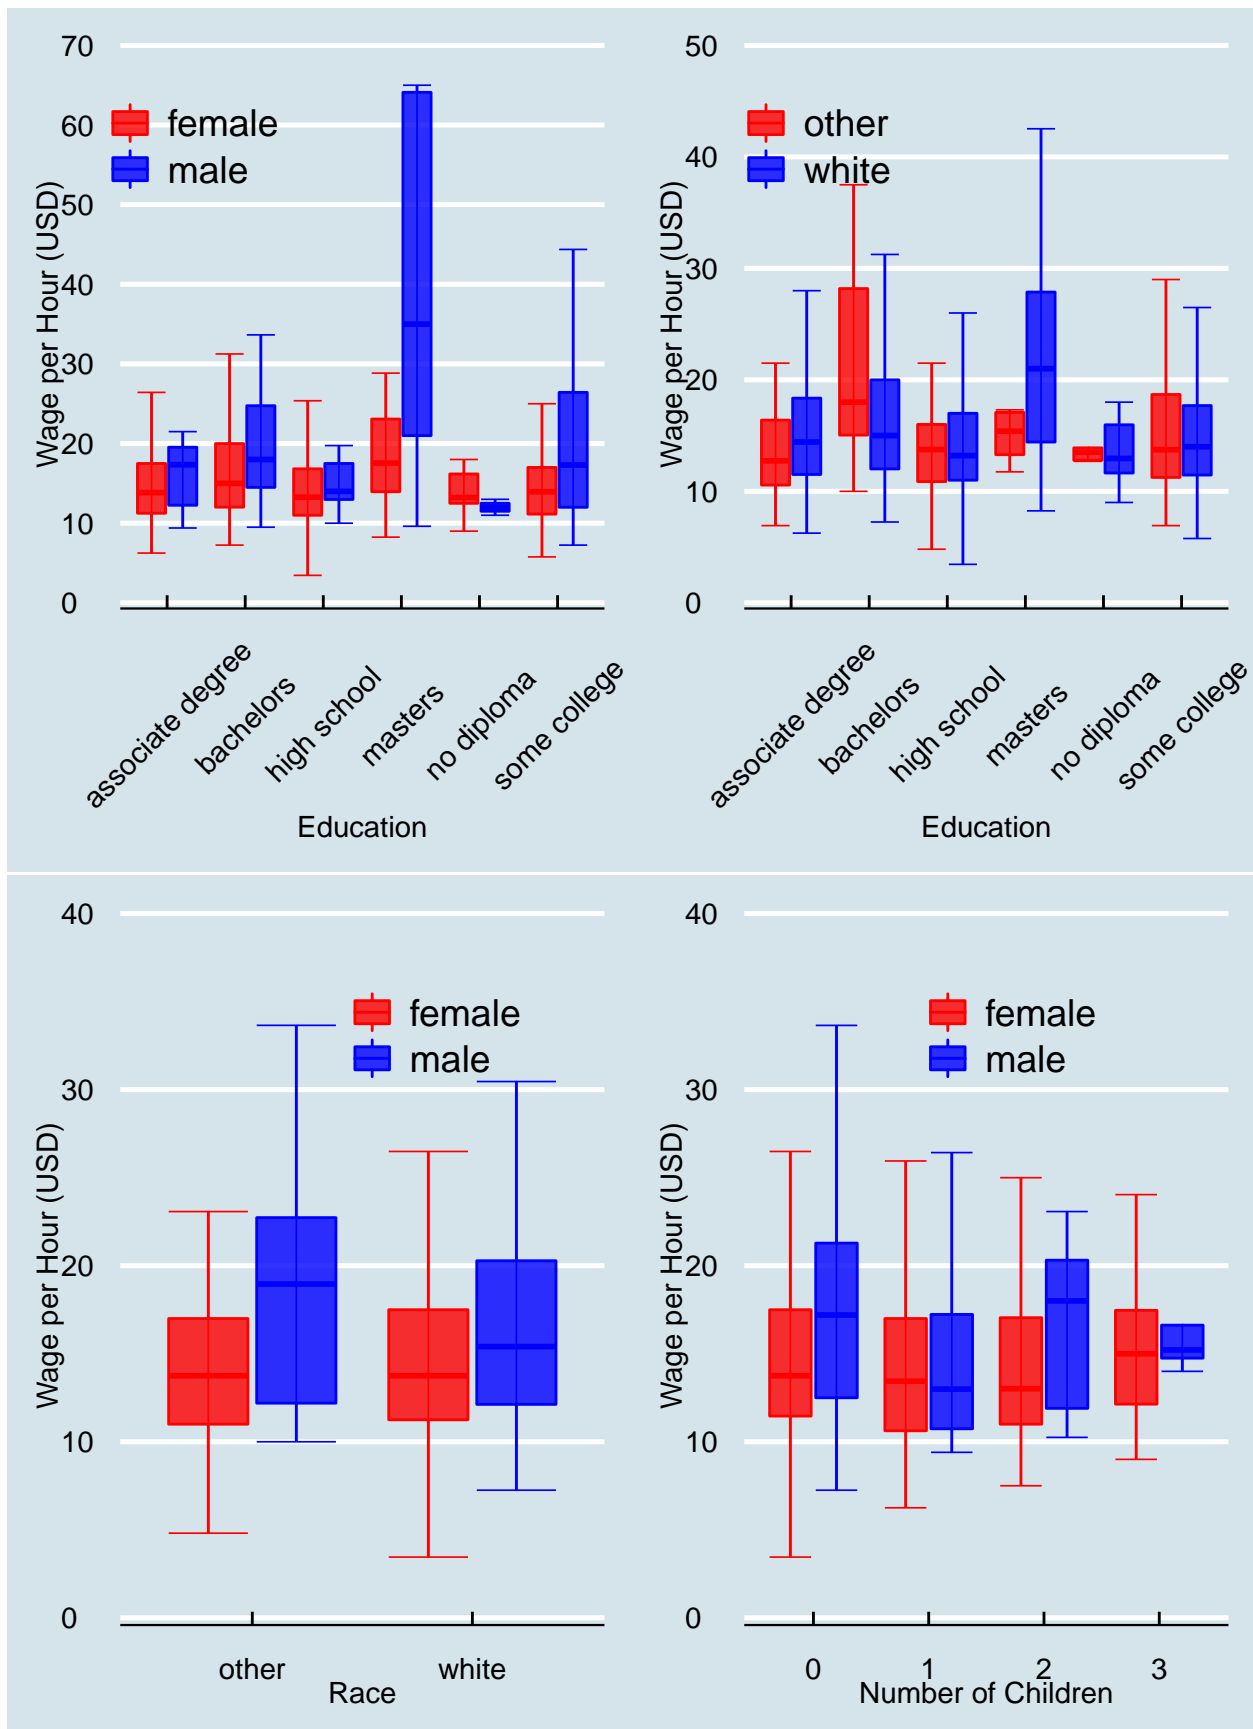 70
60
50
40
30
20
10
0
female
male
Wage per Hour (USD)
associate degree
bachelors
high school
masters
no diploma
some college
Education
50
40
30
20
10
0
other
white
Wage per Hour (USD)
associate degree
bachelors
high school
masters
no diploma
some college
Education
40
30
20
10
0
female
male
Wage per Hour (USD)
other white
Race
40
30
20
10
0
female
male
Wage per Hour (USD)
0 1 2 3
Number of Children